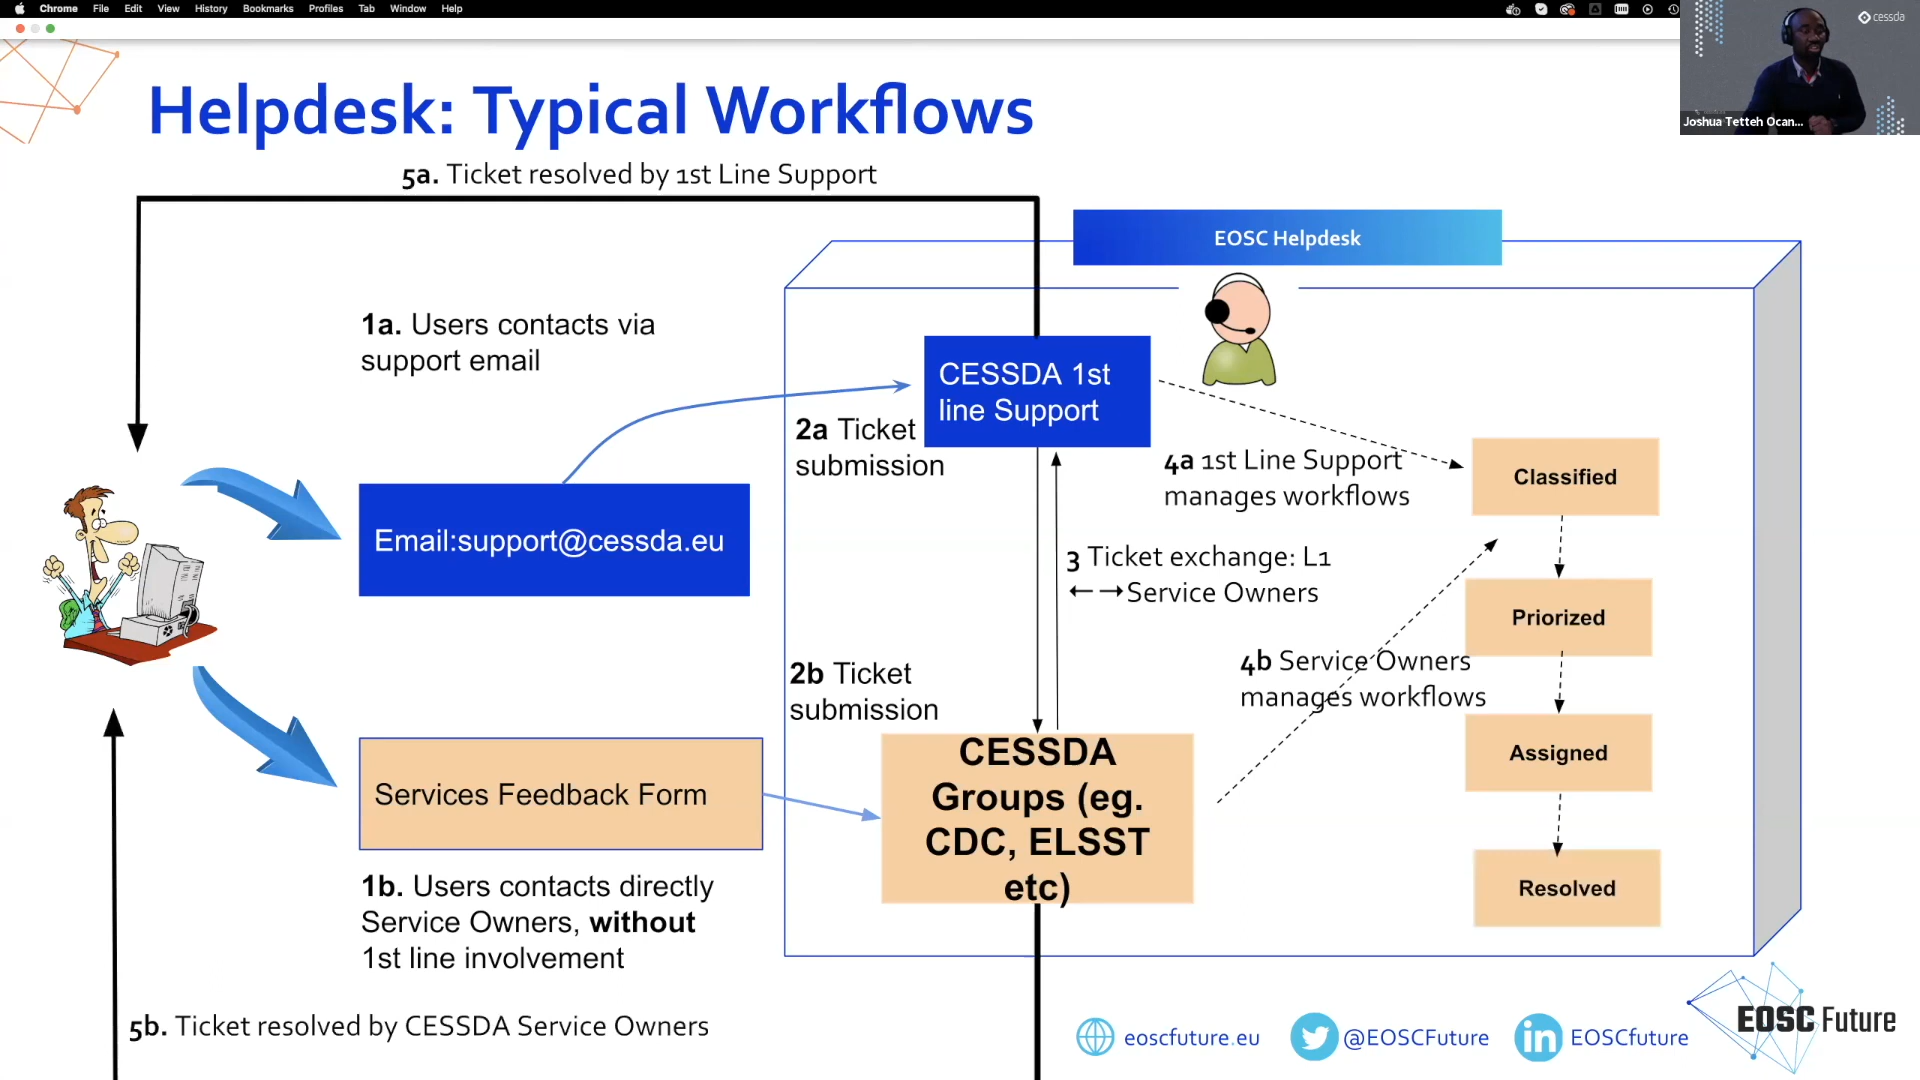 Chrome File Edit View History Bookmarks Profiles Tab Window Help
cessda
Joshua Tetteh Ocan...
Helpdesk: Typical Workflows
5a. Ticket resolved by 1st Line Support
EOSC Helpdesk
1a. Users contacts via
support email
CESSDA 1st
line Support
2a Ticket
submission
4a 1st Line Support
manages workflows
Classified
Email:support@cessda.eu
3 Ticket exchange: L1
←→Service Owners
Priorized
2b Ticket
submission
4b Service Owners
manages workflows
Assigned
Services Feedback Form
CESSDA
Groups (eg.
CDC, ELSST
etc)
Resolved
1b. Users contacts directly
Service Owners, without
1st line involvement
5b. Ticket resolved by CESSDA Service Owners
eoscfuture.eu
@EOSCFuture
in EOSCfuture
EOSC Future